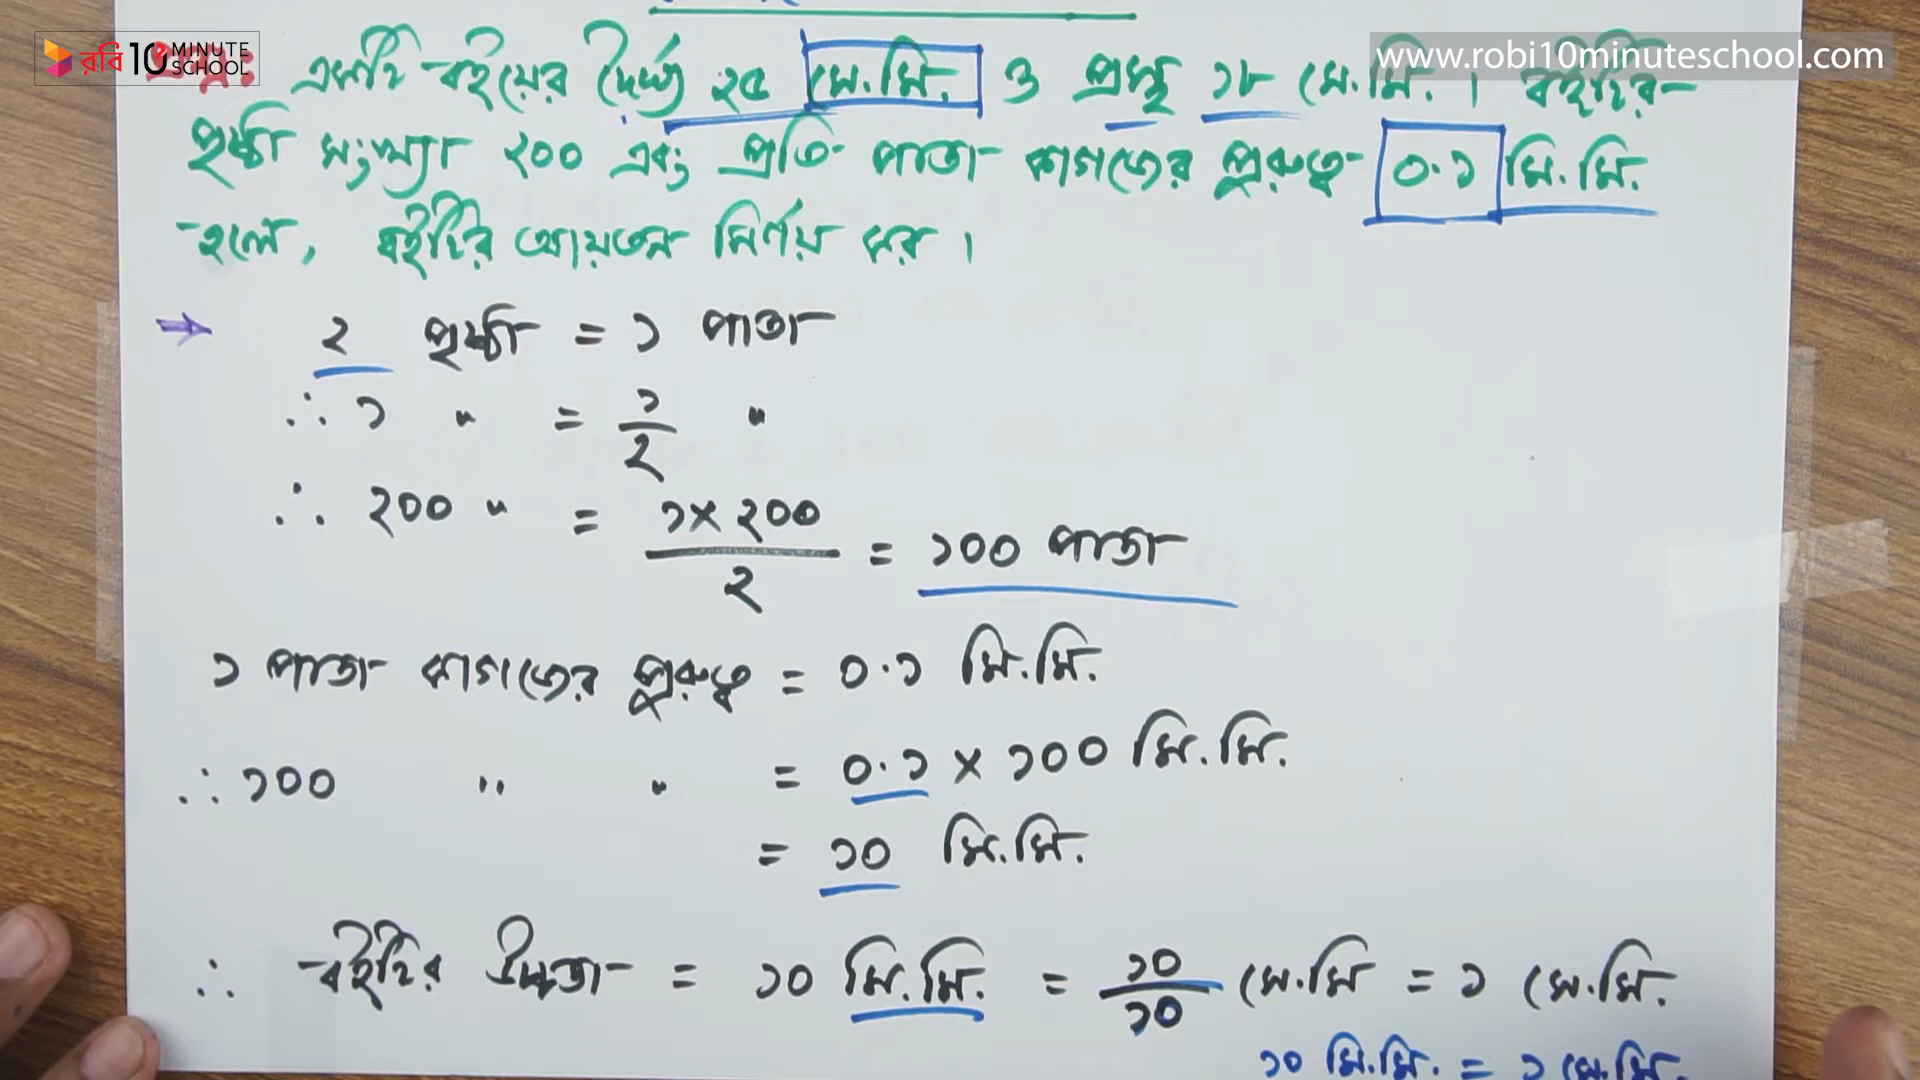 রবি 10 MINUTE SCHOOL
www.robi10minuteschool.com
একটি বইয়ের দৈর্ঘ্য ২৫ সে.মি. ও প্রস্থ ১৮ সে.মি. । বইটির
পৃষ্ঠা সংখ্যা ২০০ এবং প্রতি পাতা কাগজের পুরুত্ব ০.১ মি.মি.
হলে, বইটির আয়তন নির্ণয় কর ।
→ ২ পৃষ্ঠা = ১ পাতা
∴ ১ " = ১/২ "
∴ ২০০ " = ১×২০০/২ = ১০০ পাতা
১ পাতা কাগজের পুরুত্ব = ০.১ মি.মি.
∴ ১০০ " " = ০.১ × ১০০ মি.মি.
= ১০ মি.মি.
∴ বইটির উচ্চতা = ১০ মি.মি. = ১০/১০ সে.মি = ১ সে.মি.
১০ মি.মি. = ১ সে.মি.